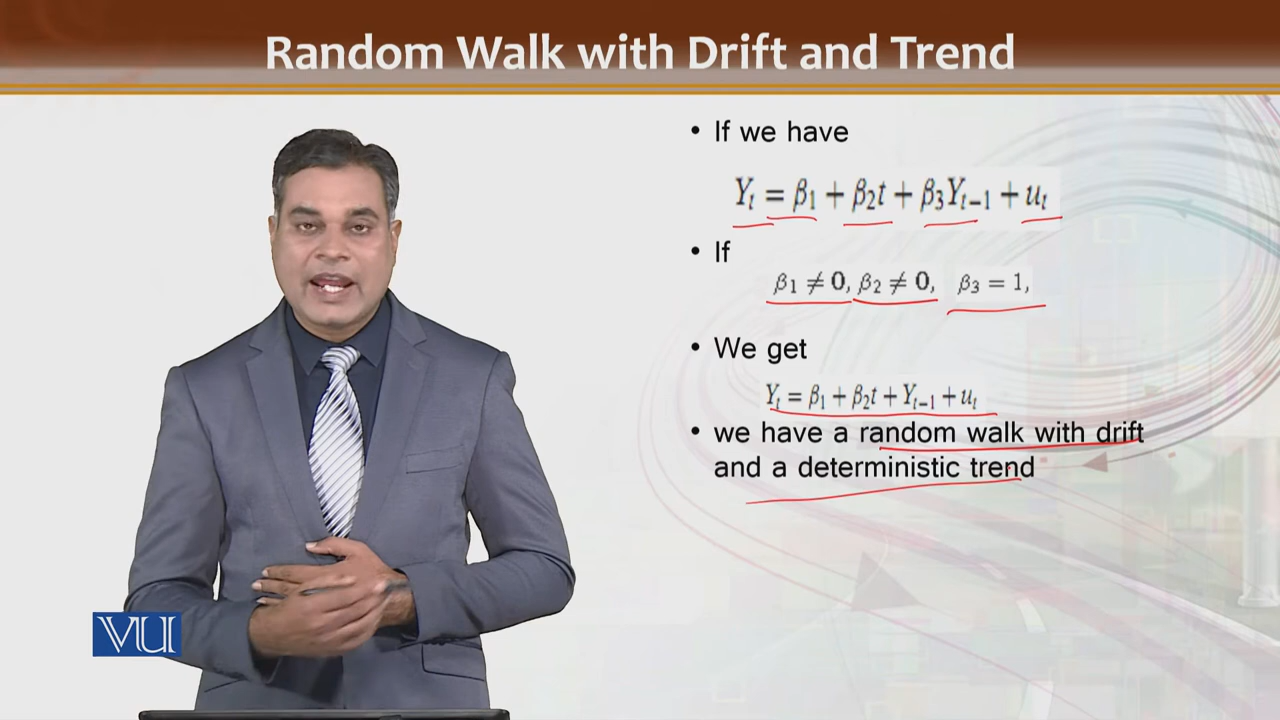 Random Walk with Drift and Trend
• If we have
Yₜ = β₁ + β₂t + β₃Yₜ₋₁ + uₜ
• If
β₁ ≠ 0, β₂ ≠ 0, β₃ = 1,
• We get
Yₜ = β₁ + β₂t + Yₜ₋₁ + uₜ
• we have a random walk with drift
and a deterministic trend
VU